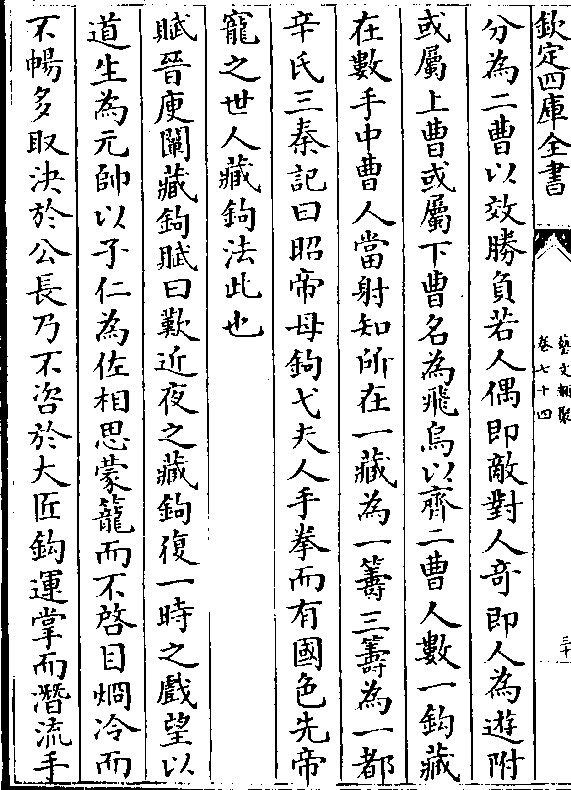 欽定四庫全書
藝文類聚
卷七十四
三十
分為二曹以效勝負若人偶即敵對人竒即人為遊附
或屬上曹或屬下曹名為飛鳥以齊二曹人數一鉤藏
在數手中曹人當射知所在一藏為一籌三籌為一都
辛氏三秦記曰昭帝母鉤弋夫人手拳而有國色先帝
寵之世人藏鉤法此也
賦晉庾闡藏鉤賦曰歎近夜之藏鉤復一時之戲望以
道生為元帥以子仁為佐相思蒙籠而不啓目烱冷而
不暢多取決於公長乃不咨於大匠鉤運掌而潛流手